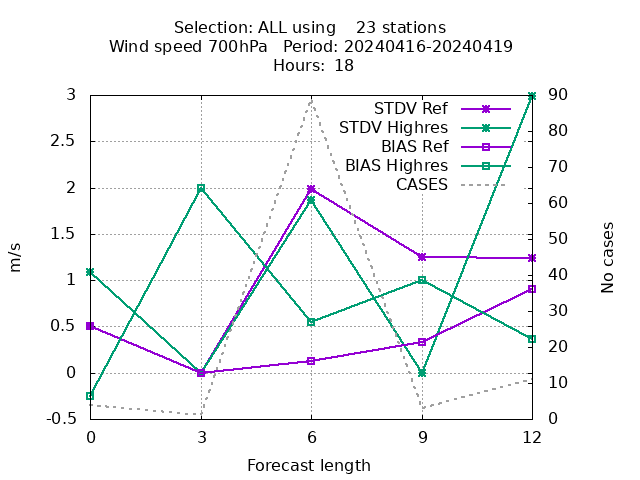 Selection: ALL using    23 stations
Wind speed 700hPa   Period: 20240416-20240419
Hours: 18
3
2.5
2
1.5
1
0.5
0
-0.5
m/s
STDV Ref
STDV Highres
BIAS Ref
BIAS Highres
CASES
90
80
70
60
50
40
30
20
10
0
No cases
0 3 6 9 12
Forecast length